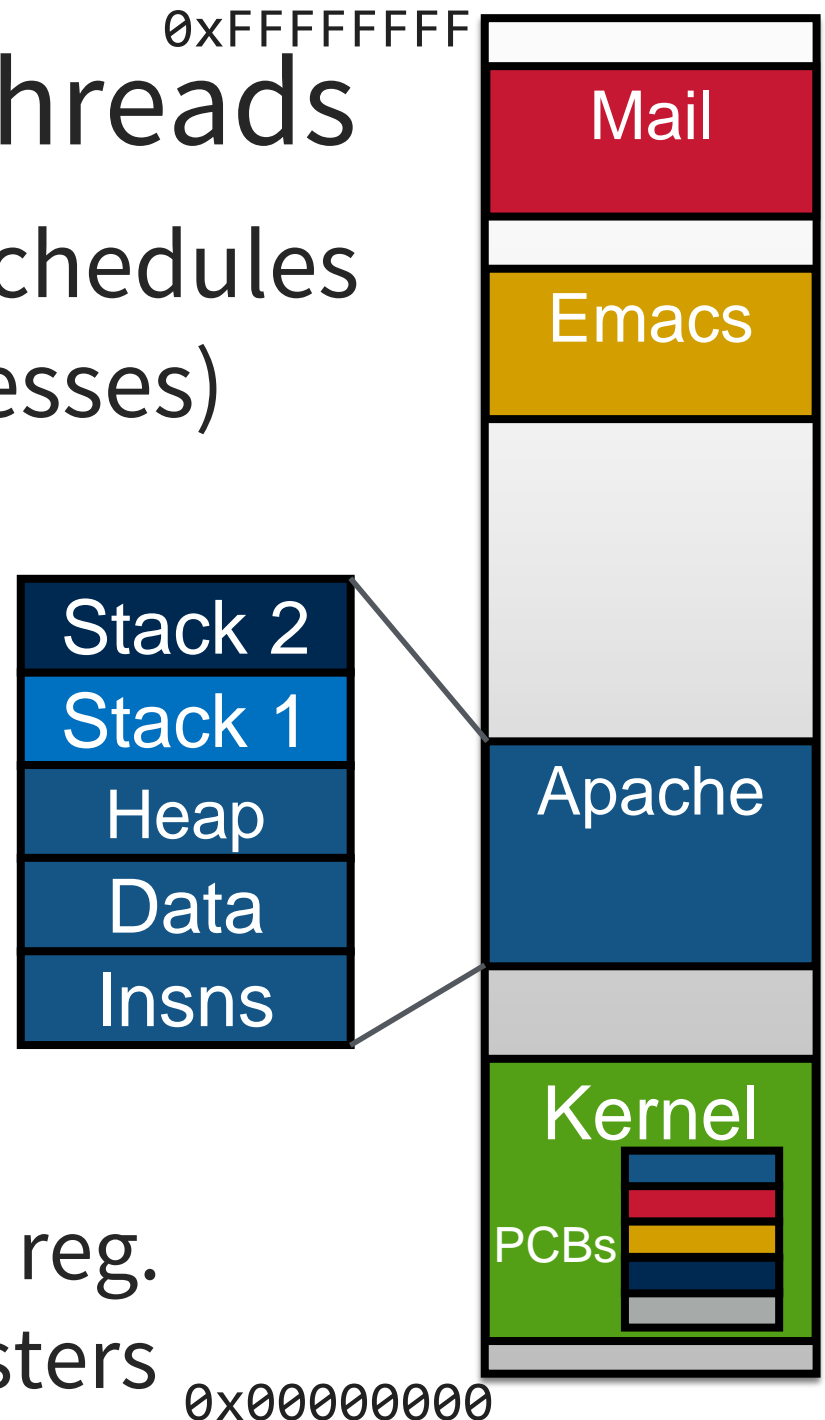 0xFFFFFFFF
hreads
chedules
esses)
Mail
Emacs
Stack 2
Stack 1
Heap
Data
Insns
Apache
Kernel
PCBs
reg.
sters
0x00000000